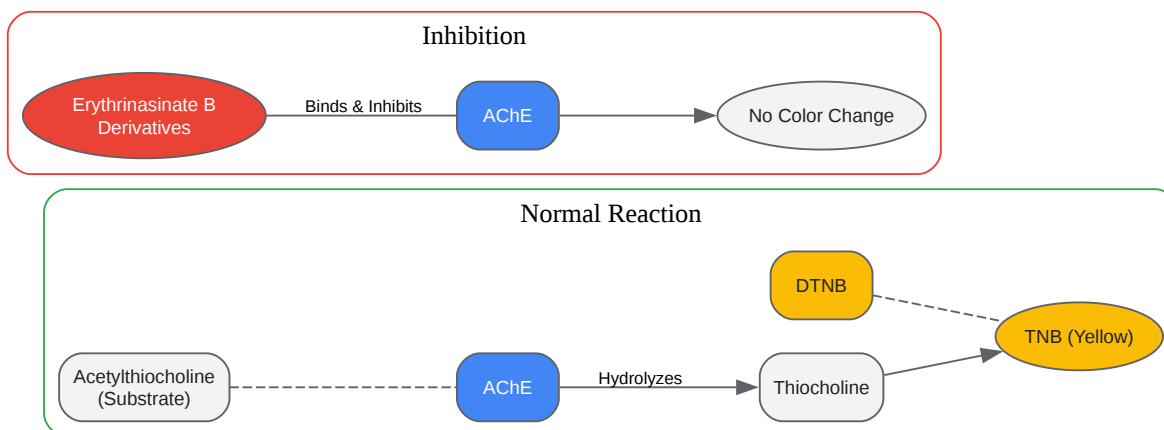 Inhibition
Erythrinasinate B
Derivatives
Binds & Inhibits
AChE
No Color Change
Normal Reaction
DTNB
TNB (Yellow)
Acetylthiocholine
(Substrate)
AChE
Hydrolyzes
Thiocholine